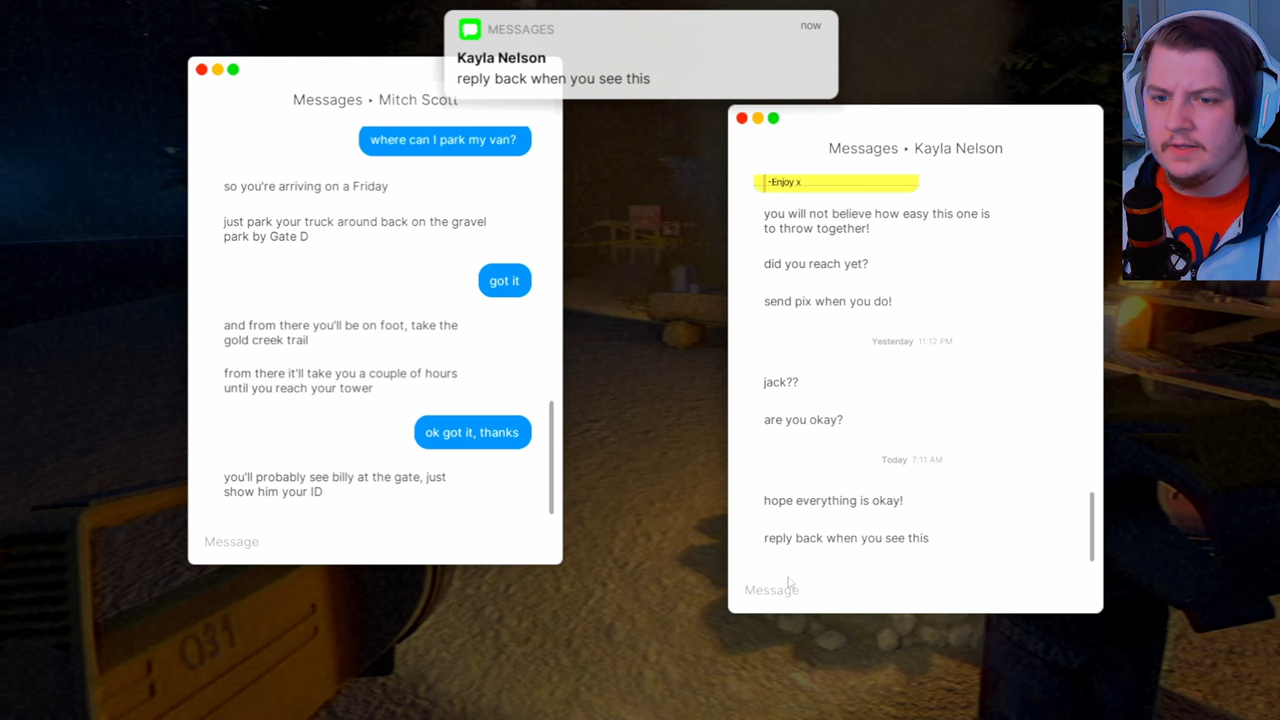 MESSAGES
now
Kayla Nelson
reply back when you see this
Messages ▸ Mitch Scott
where can I park my van?
so you're arriving on a Friday
just park your truck around back on the gravel
park by Gate D
got it
and from there you'll be on foot, take the
gold creek trail
from there it'll take you a couple of hours
until you reach your tower
ok got it, thanks
you'll probably see billy at the gate, just
show him your ID
Message
Messages ▸ Kayla Nelson
-Enjoy x
you will not believe how easy this one is
to throw together!
did you reach yet?
send pix when you do!
Yesterday 11:12 PM
jack??
are you okay?
Today 7:11 AM
hope everything is okay!
reply back when you see this
Message
031